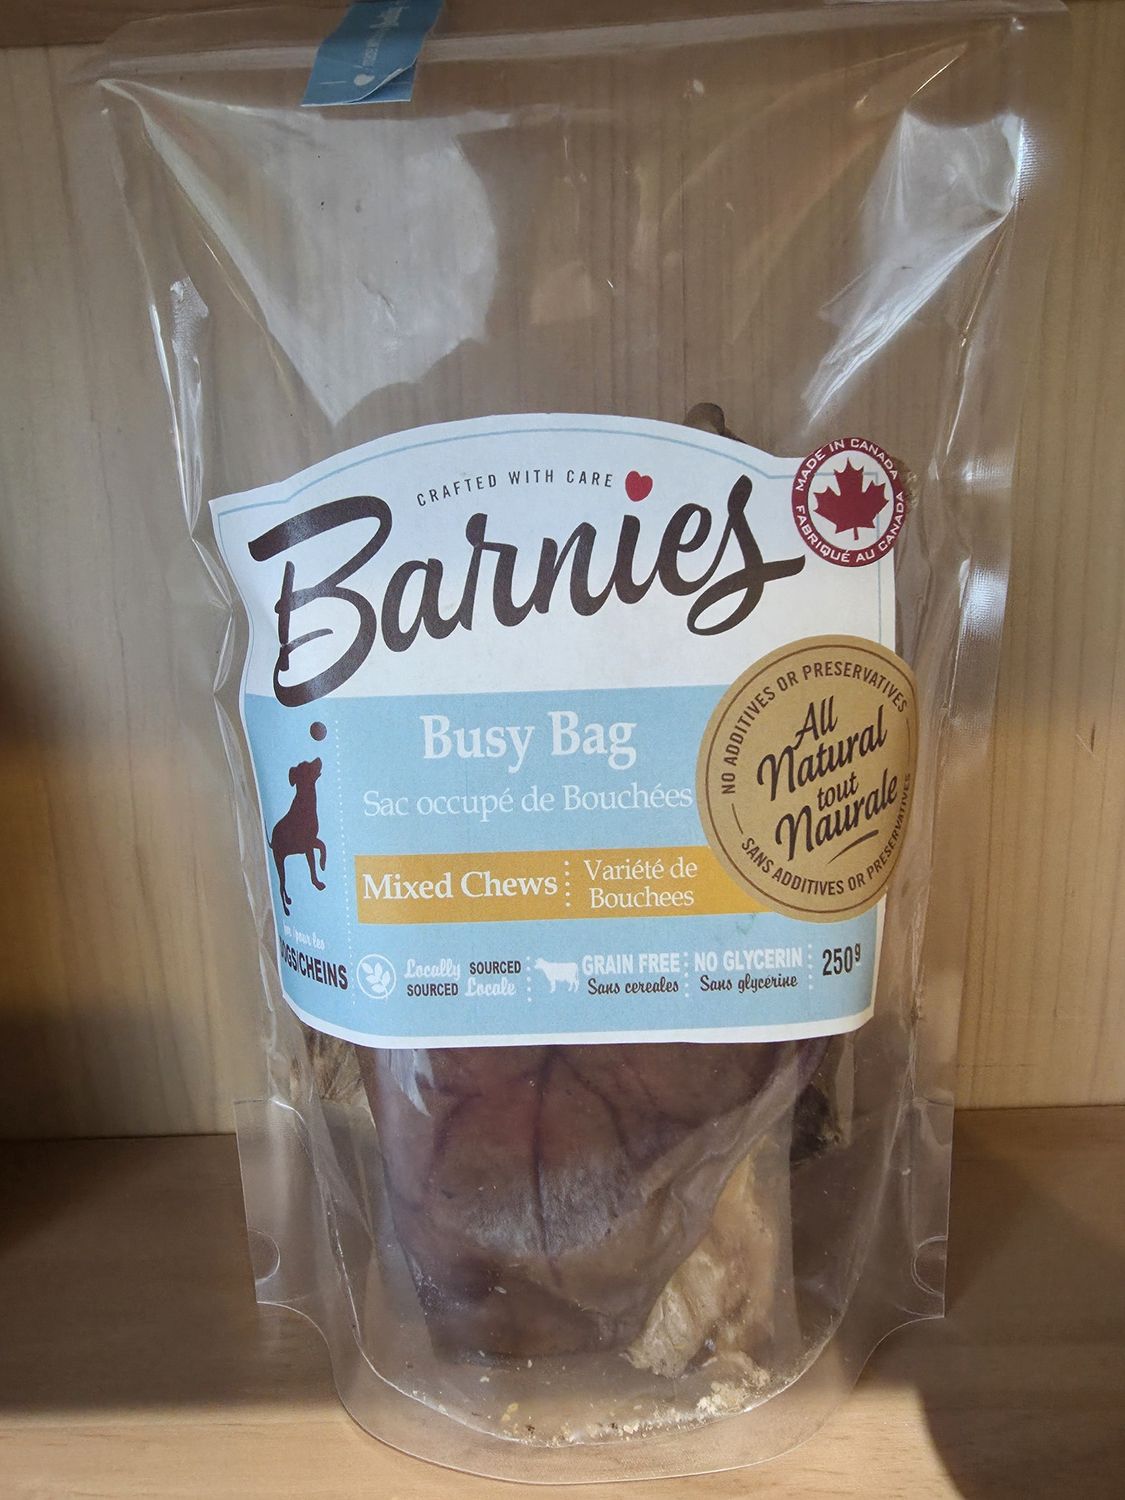 CRAFTED WITH CARE
Barnies
MADE IN CANADA
FABRIQUÉ AU CANADA
Busy Bag
Sac occupé de Bouchées
NO ADDITIVES OR PRESERVATIVES
All
Natural
tout
Naurale
SANS ADDITIVES OR PRESERVATIVES
Mixed Chews
Variété de
Bouchees
pour les
DOGS/CHEINS
Locally
SOURCED
SOURCED
Locale
GRAIN FREE
Sans cereales
NO GLYCERIN
Sans glycerine
250g